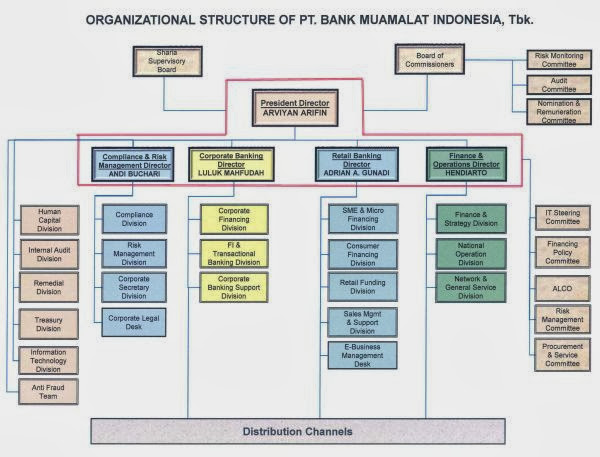 ORGANIZATIONAL STRUCTURE OF PT. BANK MUAMALAT INDONESIA, Tbk.
Sharia
Supervisory
Board
Board of
Commissioners
Risk Monitoring
Committee
Audit
Committee
Nomination &
Remuneration
Committee
President Director
ARVIYAN ARIFIN
Compliance & Risk
Management Director
ANDI BUCHARI
Corporate Banking
Director
LULUK MAHFUDAH
Retail Banking
Director
ADRIAN A. GUNADI
Finance &
Operations Director
HENDIARTO
Human
Capital
Division
Internal Audit
Division
Remedial
Division
Treasury
Division
Information
Technology
Division
Anti Fraud
Team
Compliance
Division
Risk
Management
Division
Corporate
Secretary
Division
Corporate Legal
Desk
Corporate
Financing
Division
FI &
Transactional
Banking Division
Corporate
Banking Support
Division
SME & Micro
Financing
Division
Consumer
Financing
Division
Retail Funding
Division
Sales Mgmt
& Support
Division
E-Business
Management
Desk
Finance &
Strategy Division
National
Operation
Division
Network &
General Service
Division
IT Steering
Committee
Financing
Policy
Committee
ALCO
Risk
Management
Committee
Procurement
& Service
Committee
Distribution Channels